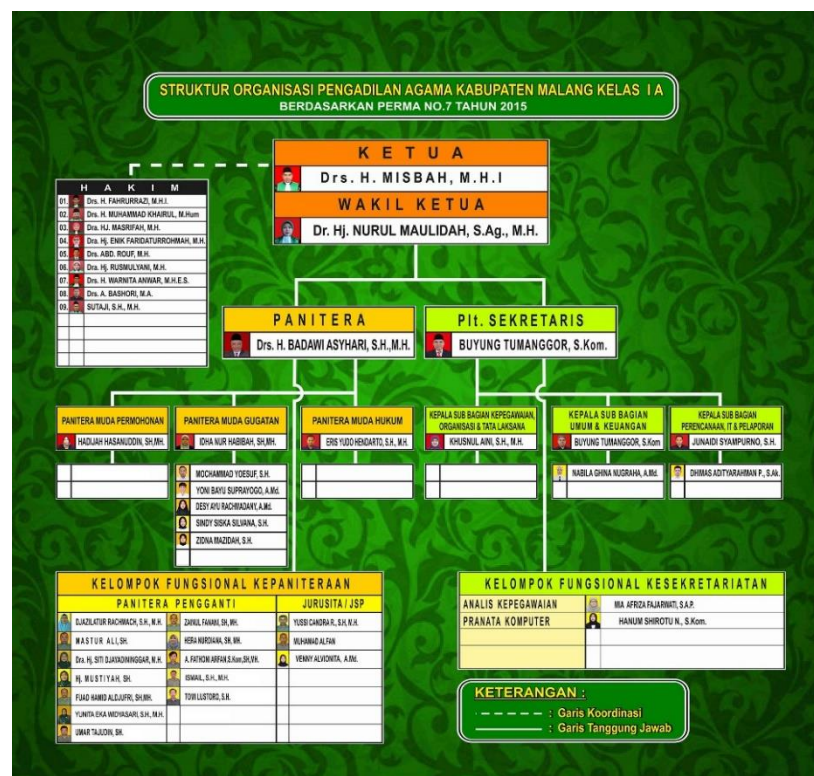 STRUKTUR ORGANISASI PENGADILAN AGAMA KABUPATEN MALANG KELAS I A
BERDASARKAN PERMA NO.7 TAHUN 2015
KETUA
Drs. H. MISBAH, M.H.I
WAKIL KETUA
Dr. Hj. NURUL MAULIDAH, S.Ag., M.H.
HAKIM
01. Drs. H. FAHRURRAZI, M.H.I.
02. Drs. H. MUHAMMAD KHAIRUL, M.Hum
03. Dra. HJ. MASRIFAH, M.H.
04. Dra. Hj. ENIK FARIDATURROHMAH, M.H.
05. Drs. ABD. ROUF, M.H.
06. Dra. Hj. RUSMULYANI, M.H.
07. Drs. H. WARNITA ANWAR, M.H.E.S.
08. Drs. A. BASHORI, M.A.
09. SUTAJI, S.H., M.H.
PANITERA
Drs. H. BADAWI ASYHARI, S.H.,M.H.
Plt. SEKRETARIS
BUYUNG TUMANGGOR, S.Kom.
PANITERA MUDA PERMOHONAN
HADIJAH HASANUDDIN, SH,MH.
PANITERA MUDA GUGATAN
IDHA NUR HABIBAH, SH,MH.
MOCHAMMAD YOESUF, S.H.
YONI BAYU SUPRAYOGO, A.Md.
DESY AYU RACHMADANY, A.Md.
SINDY SISKA SILVANA, S.H.
ZIDNA MAZIDAH, S.H.
PANITERA MUDA HUKUM
ERIS YUDO HENDARTO, S.H., M.H.
KEPALA SUB BAGIAN KEPEGAWAIAN,
ORGANISASI & TATA LAKSANA
KHUSNUL AINI, S.H., M.H.
KEPALA SUB BAGIAN
UMUM & KEUANGAN
BUYUNG TUMANGGOR, S.Kom
NABILA GHINA NUGRAHA, A.Md.
KEPALA SUB BAGIAN
PERENCANAAN, IT & PELAPORAN
JUNAIDI SYAMPURNO, S.H.
DHIMAS ADITYARAHMAN P., S.Ak.
KELOMPOK FUNGSIONAL KEPANITERAAN
PANITERA PENGGANTI
DJAZILATUR RACHMACH, S.H., M.H.
MASTUR ALI,SH.
Dra. Hj. SITI DJAYADININGGAR, M.H.
Hj. MUSTIYAH, SH.
FUAD HAMID ALDJUFRI, SH,MH.
YUNITA EKA WIDYASARI, S.H., M.H.
UMAR TAJUDIN, SH.
ZAINUL FANANI, SH, MH.
HERA NURDIANA, SH, MH.
A. FATHONI ARFAN,S.Kom,SH,MH.
ISMAIL, S.H., M.H.
TOMI LUSTORO, S.H.
JURUSITA / JSP
YUSSI CANDRA R., S.H, M.H.
MUHAMAD ALFAN
VENNY ALVIONITA, A.Md.
KELOMPOK FUNGSIONAL KESEKRETARIATAN
ANALIS KEPEGAWAIAN
MIA AFRIZA FAJARWATI, S.A.P.
PRANATA KOMPUTER
HANUM SHIROTU N., S.Kom.
KETERANGAN :
: Garis Koordinasi
: Garis Tanggung Jawab